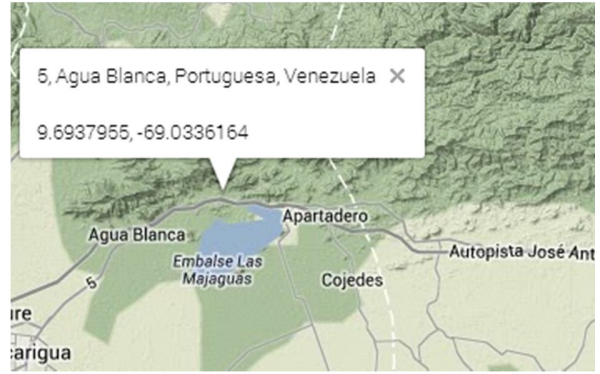 5, Agua Blanca, Portuguesa, Venezuela ×
9.6937955, -69.0336164
Apartadero
Agua Blanca
Autopista José Ant
Embalse Las
Majaguas
Cojedes
5
ure
carigua